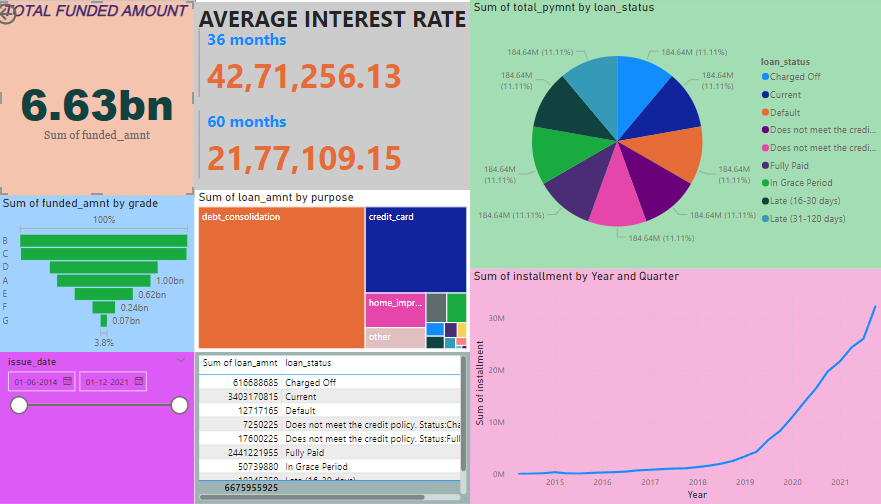 TOTAL FUNDED AMOUNT
6.63bn
Sum of funded_amnt
AVERAGE INTEREST RATE
36 months
42,71,256.13
60 months
21,77,109.15
Sum of total_pymnt by loan_status
184.64M (11.11%)
184.64M (11.11%)
184.64M
(11.11%)
184.64M
(11.11%)
184.64M
(11.11%)
184.64M
(11.11%)
184.64M (11.11%)
184.64M (11.11%)
184.64M (11.11%)
loan_status
Charged Off
Current
Default
Does not meet the credi...
Does not meet the credi...
Fully Paid
In Grace Period
Late (16-30 days)
Late (31-120 days)
Sum of funded_amnt by grade
100%
B
C
D
A 1.00bn
E 0.62bn
F 0.24bn
G 0.07bn
3.8%
Sum of loan_amnt by purpose
debt_consolidation
credit_card
home_impr...
other
issue_date
01-06-2014
01-12-2021
Sum of loan_amnt loan_status
616688685 Charged Off
3403170815 Current
12717165 Default
7250225 Does not meet the credit policy. Status:Cha
17600225 Does not meet the credit policy. Status:Full
2441221955 Fully Paid
50739880 In Grace Period
6675955925
Sum of installment by Year and Quarter
Sum of installment
30M
20M
10M
0M
2015 2016 2017 2018 2019 2020 2021
Year